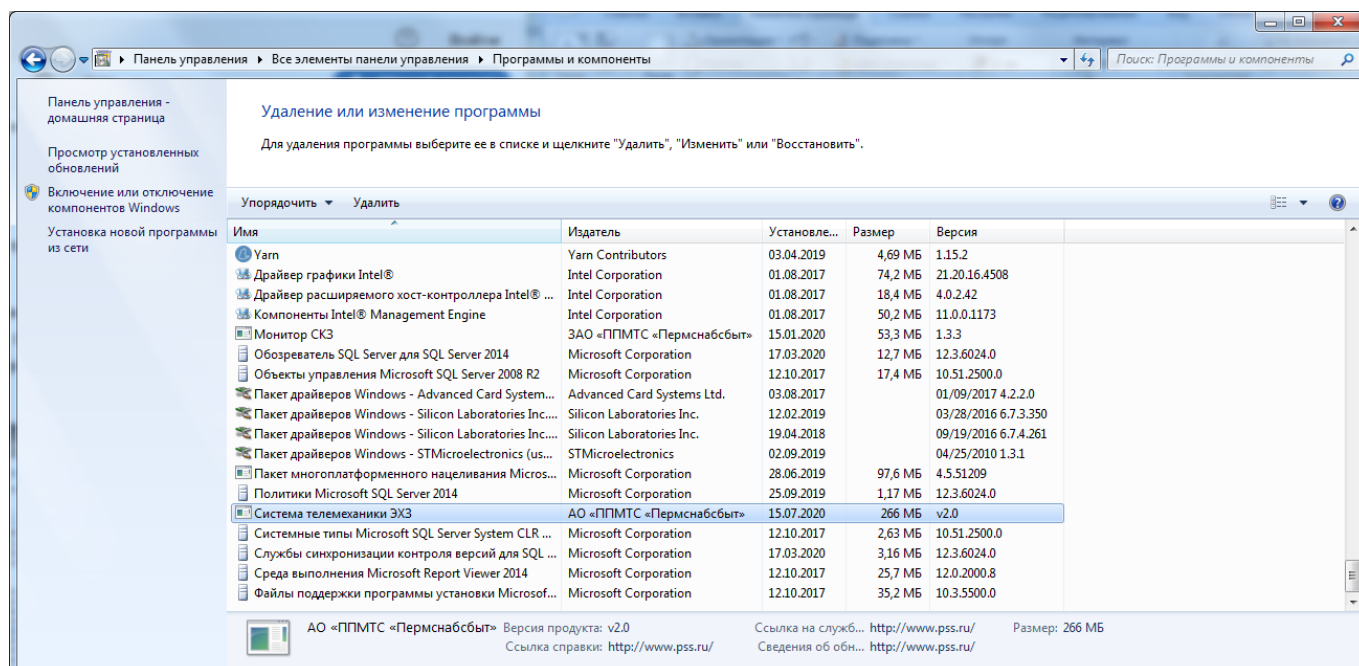 Панель управления ▸ Все элементы панели управления ▸ Программы и компоненты
Поиск: Программы и компоненты
Панель управления - домашняя страница
Просмотр установленных обновлений
Включение или отключение компонентов Windows
Установка новой программы из сети
Удаление или изменение программы
Для удаления программы выберите ее в списке и щелкните "Удалить", "Изменить" или "Восстановить".
Упорядочить Удалить
Имя Издатель Установле... Размер Версия
Yarn Yarn Contributors 03.04.2019 4,69 МБ 1.15.2
Драйвер графики Intel® Intel Corporation 01.08.2017 74,2 МБ 21.20.16.4508
Драйвер расширяемого хост-контроллера Intel® ... Intel Corporation 01.08.2017 18,4 МБ 4.0.2.42
Компоненты Intel® Management Engine Intel Corporation 01.08.2017 50,2 МБ 11.0.0.1173
Монитор СКЗ ЗАО «ППМТС «Пермснабсбыт» 15.01.2020 53,3 МБ 1.3.3
Обозреватель SQL Server для SQL Server 2014 Microsoft Corporation 17.03.2020 12,7 МБ 12.3.6024.0
Объекты управления Microsoft SQL Server 2008 R2 Microsoft Corporation 12.10.2017 17,4 МБ 10.51.2500.0
Пакет драйверов Windows - Advanced Card System... Advanced Card Systems Ltd. 03.08.2017 01/09/2017 4.2.2.0
Пакет драйверов Windows - Silicon Laboratories Inc.... Silicon Laboratories Inc. 12.02.2019 03/28/2016 6.7.3.350
Пакет драйверов Windows - Silicon Laboratories Inc.... Silicon Laboratories Inc. 19.04.2018 09/19/2016 6.7.4.261
Пакет драйверов Windows - STMicroelectronics (us... STMicroelectronics 02.09.2019 04/25/2010 1.3.1
Пакет многоплатформенного нацеливания Micros... Microsoft Corporation 28.06.2019 97,6 МБ 4.5.51209
Политики Microsoft SQL Server 2014 Microsoft Corporation 25.09.2019 1,17 МБ 12.3.6024.0
Система телемеханики ЭХЗ АО «ППМТС «Пермснабсбыт» 15.07.2020 266 МБ v2.0
Системные типы Microsoft SQL Server System CLR ... Microsoft Corporation 12.10.2017 2,63 МБ 10.51.2500.0
Службы синхронизации контроля версий для SQL ... Microsoft Corporation 17.03.2020 3,16 МБ 12.3.6024.0
Среда выполнения Microsoft Report Viewer 2014 Microsoft Corporation 12.10.2017 25,7 МБ 12.0.2000.8
Файлы поддержки программы установки Microsof... Microsoft Corporation 12.10.2017 35,2 МБ 10.3.5500.0
АО «ППМТС «Пермснабсбыт» Версия продукта: v2.0 Ссылка на служб... http://www.pss.ru/ Размер: 266 МБ
Ссылка справки: http://www.pss.ru/ Сведения об обн... http://www.pss.ru/